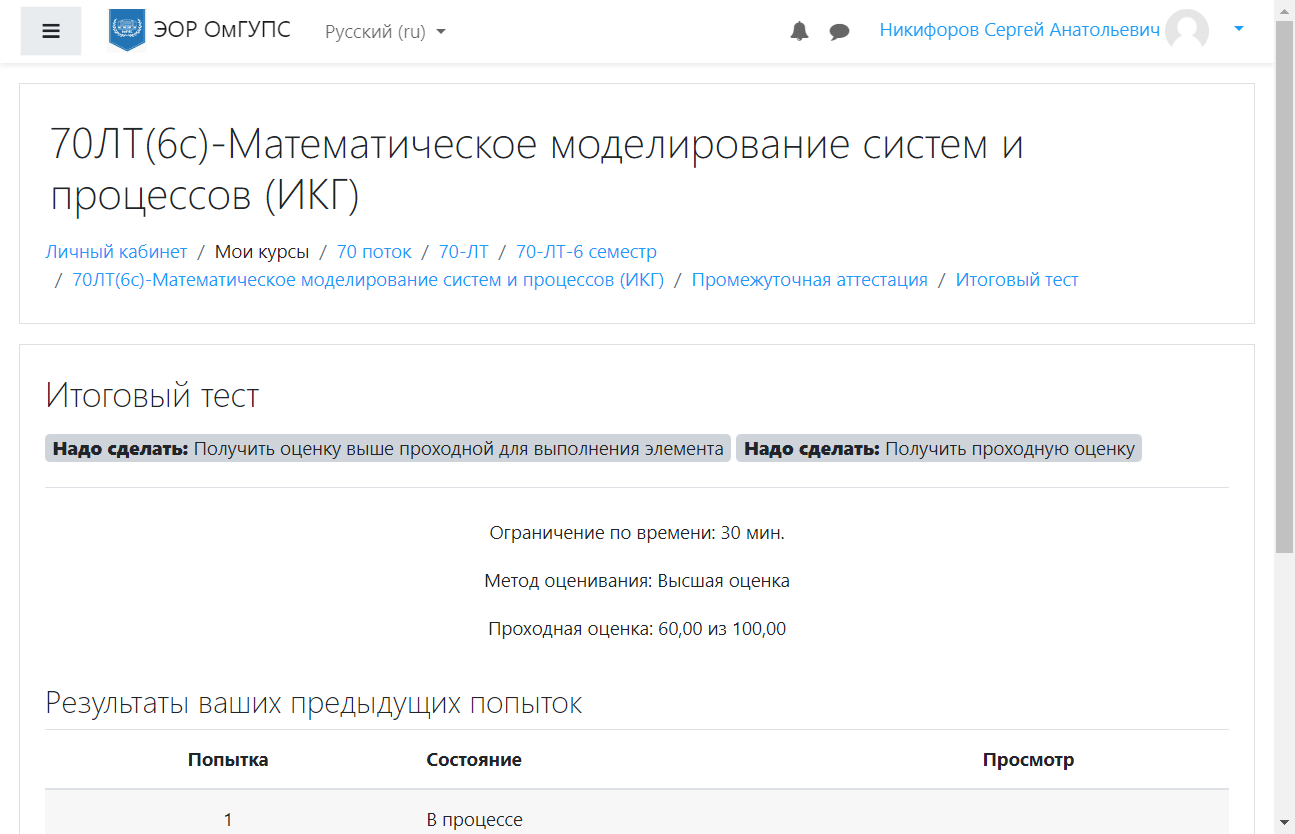 ЭОР ОмГУПС Русский (ru) Никифоров Сергей Анатольевич
70ЛТ(6с)-Математическое моделирование систем и
процессов (ИКГ)
Личный кабинет / Мои курсы / 70 поток / 70-ЛТ / 70-ЛТ-6 семестр
/ 70ЛТ(6с)-Математическое моделирование систем и процессов (ИКГ) / Промежуточная аттестация / Итоговый тест
Итоговый тест
Надо сделать: Получить оценку выше проходной для выполнения элемента Надо сделать: Получить проходную оценку
Ограничение по времени: 30 мин.
Метод оценивания: Высшая оценка
Проходная оценка: 60,00 из 100,00
Результаты ваших предыдущих попыток
Попытка Состояние Просмотр
1 В процессе